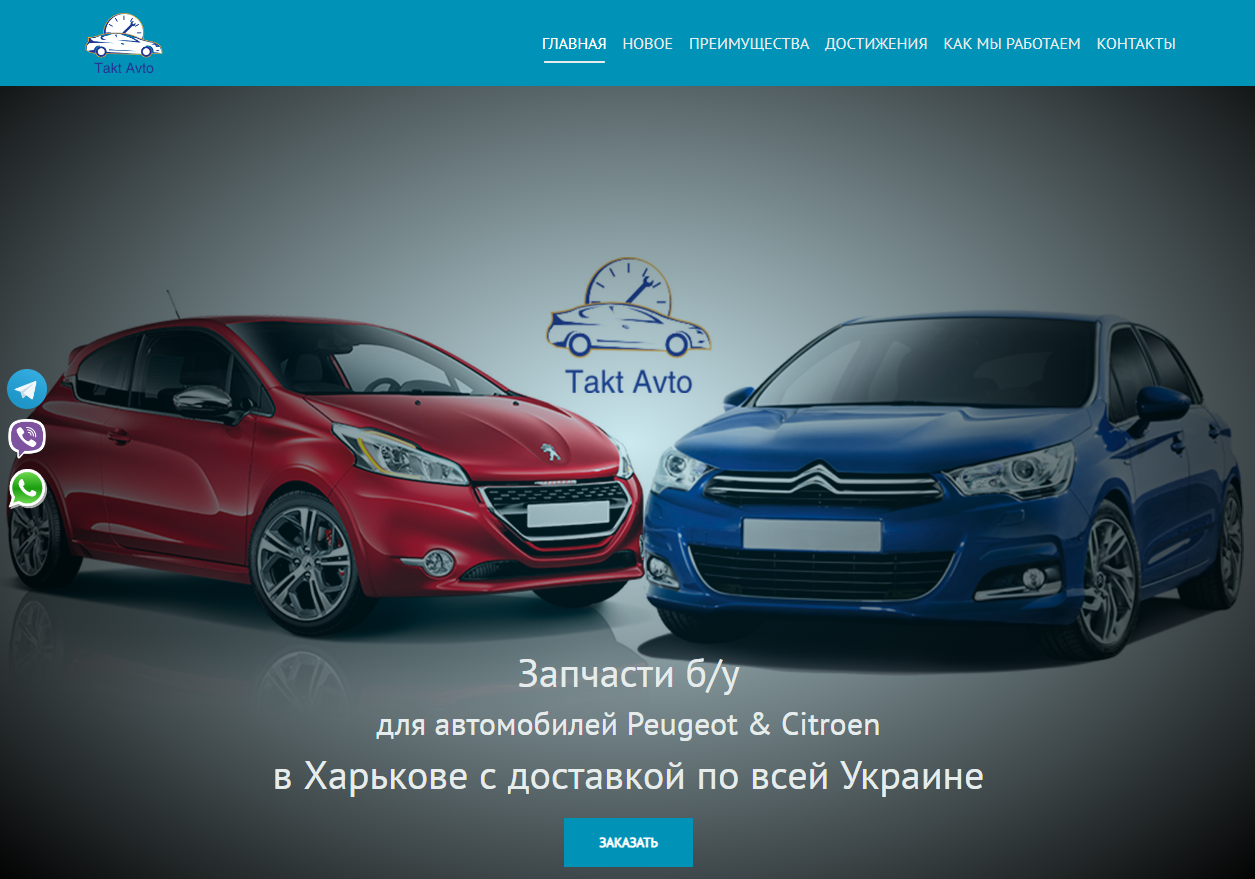 Takt Avto
ГЛАВНАЯ НОВОЕ ПРЕИМУЩЕСТВА ДОСТИЖЕНИЯ КАК МЫ РАБОТАЕМ КОНТАКТЫ
Takt Avto
Запчасти б/у
для автомобилей Peugeot & Citroen
в Харькове с доставкой по всей Украине
ЗАКАЗАТЬ